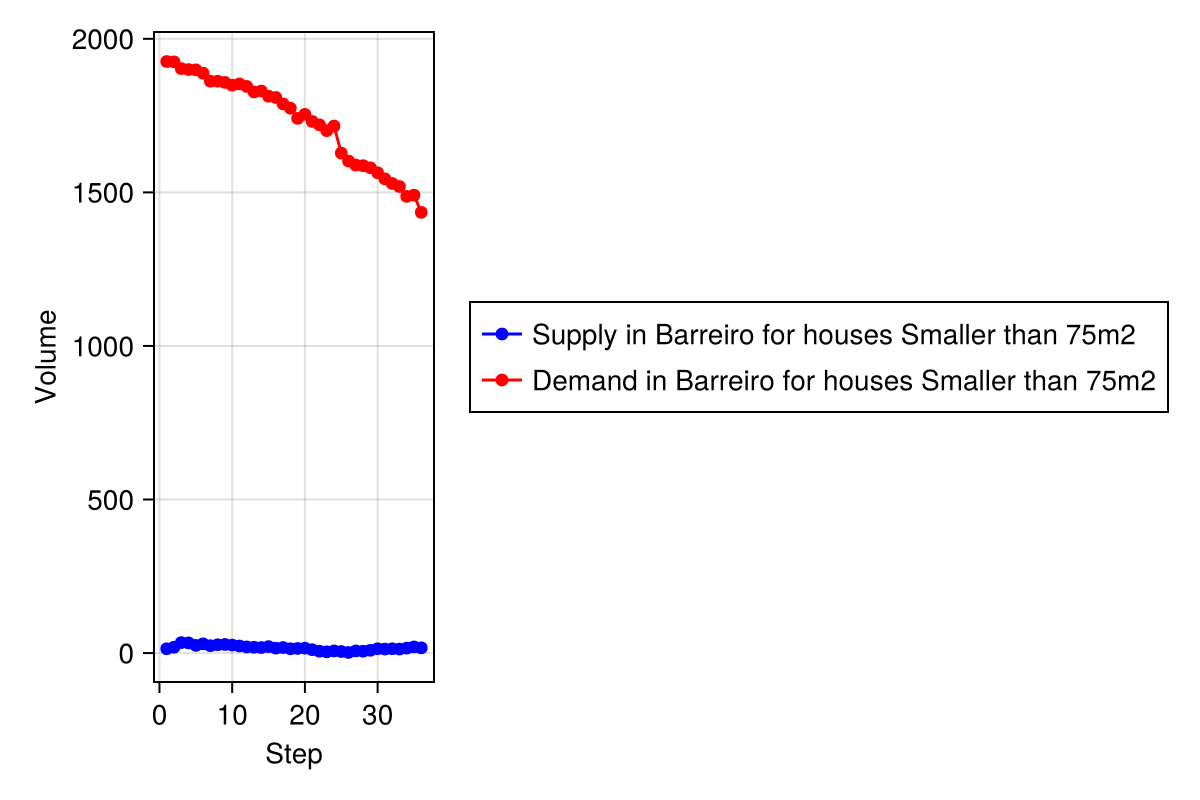 2000
1500
1000
500
0
Volume
0 10 20 30
Step
Supply in Barreiro for houses Smaller than 75m2
Demand in Barreiro for houses Smaller than 75m2